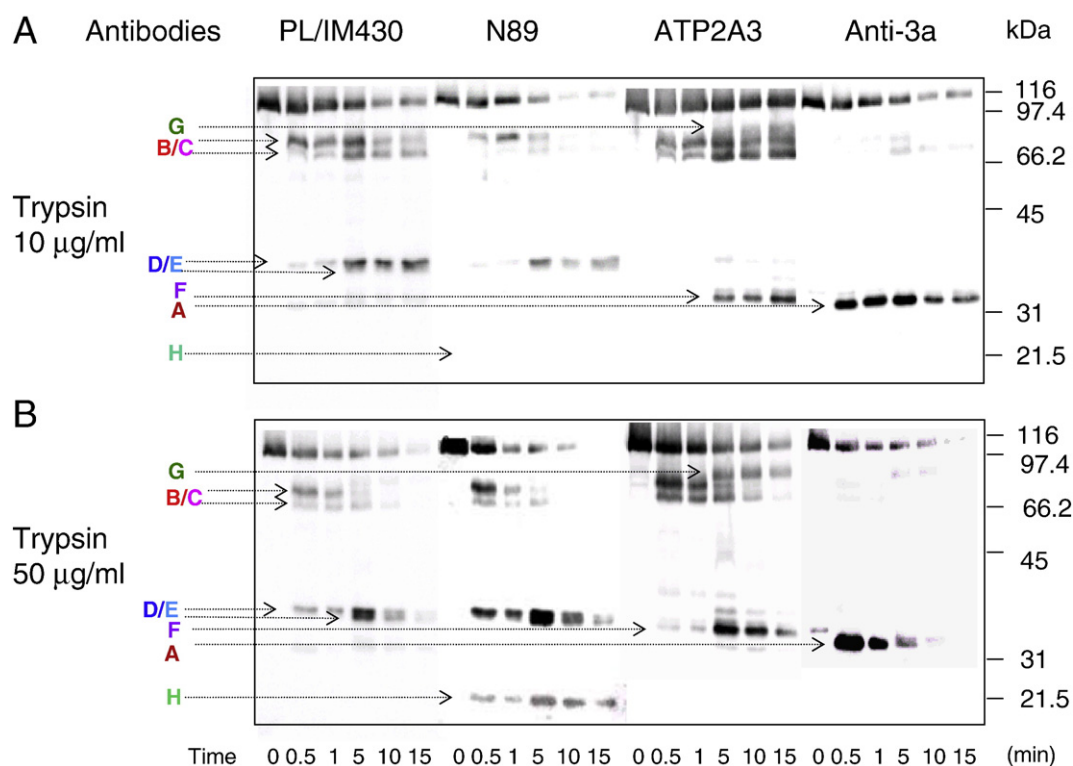 A Antibodies PL/IM430 N89 ATP2A3 Anti-3a kDa
116
97.4
G
B/C
66.2
Trypsin
10 μg/ml
45
D/E
F
A
31
H
21.5
B
116
97.4
G
B/C
66.2
Trypsin
50 μg/ml
45
D/E
F
A
31
H
21.5
Time 0 0.5 1 5 10 15 0 0.5 1 5 10 15 0 0.5 1 5 10 15 0 0.5 1 5 10 15 (min)